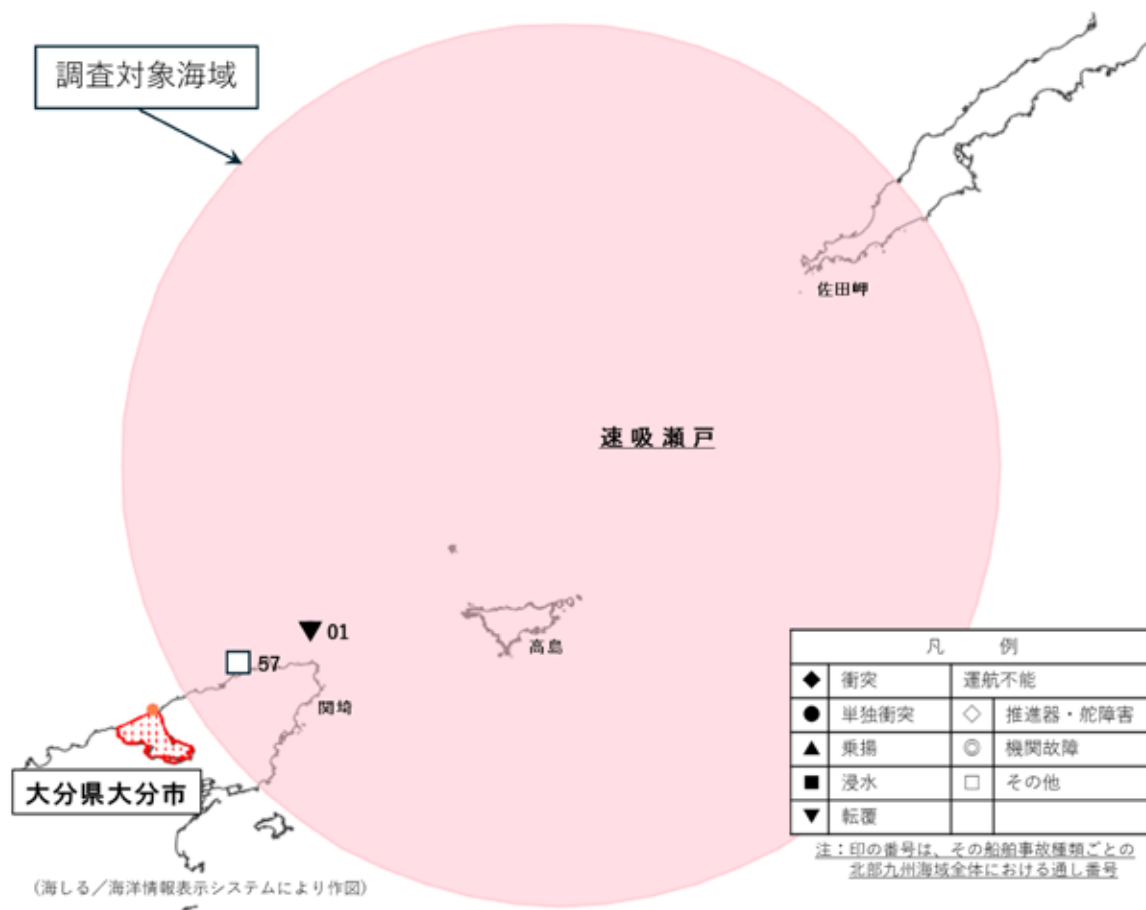 調査対象海域
佐田岬
速吸瀬戸
01
高島
57
関埼
大分県大分市
凡 例
◆ 衝突 運航不能
● 単独衝突 ◇ 推進器・舵障害
▲ 乗揚 ◎ 機関故障
■ 浸水 □ その他
▼ 転覆
注：印の番号は、その船舶事故種類ごとの
北部九州海域全体における通し番号
(海しる／海洋情報表示システムにより作図)